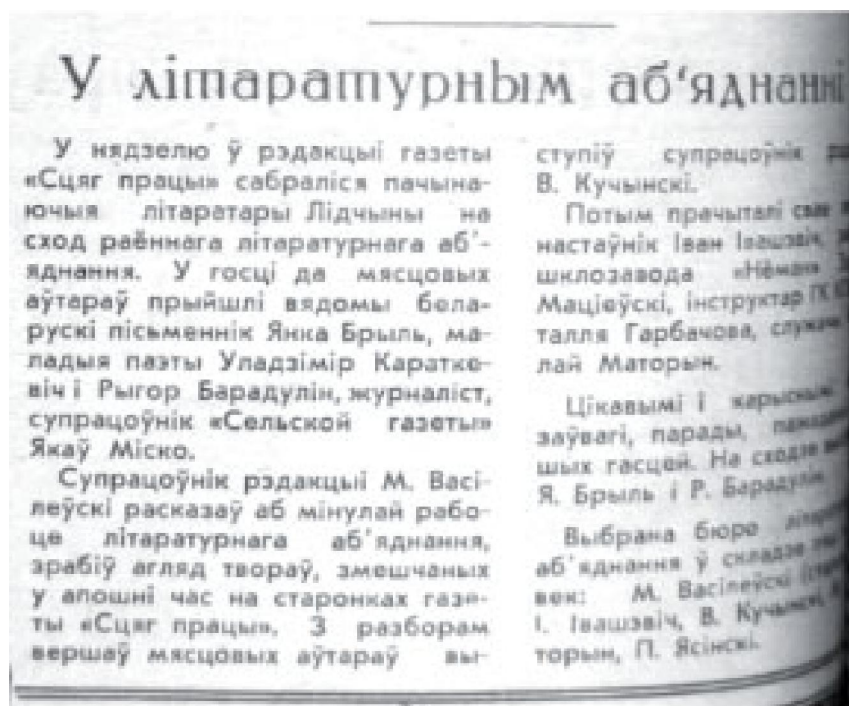 У літаратурным аб'яднанні
У нядзелю ў рэдакцыі газеты
«Сцяг працы» сабраліся пачына-
ючыя літаратары Лідчыны на
сход раённага літаратурнага аб'-
яднання. У госці да мясцовых
аўтараў прыйшлі вядомы бела-
рускі пісьменнік Янка Брыль, ма-
ладыя паэты Уладзімір Каратке-
віч і Рыгор Барадулін, журналіст,
супрацоўнік «Сельской газеты»
Якаў Міско.
Супрацоўнік рэдакцыі М. Васі-
леўскі расказаў аб мінулай рабо-
це літаратурнага аб'яднання,
зрабіў агляд твораў, змешчаных
у апошні час на старонках газе-
ты «Сцяг працы». З разборам
вершаў мясцовых аўтараў вы-
ступіў супрацоўнік
В. Кучынскі.
Потым прачыталі свае
настаўнік Іван Івашэвіч,
шклозавода «Нёман»
Маціеўскі, інструктар ГК
талля Гарбачова,
лай Маторын.
Цікавымі і карыснымі
заўвагі, парады,
шых гасцей. На сходзе
Я. Брыль і Р. Барадулін.
Выбрана бюро
аб'яднання ў складзе
век: М. Васілеўскі
І. Івашэвіч, В. Кучынскі,
торын, П. Ясінскі.